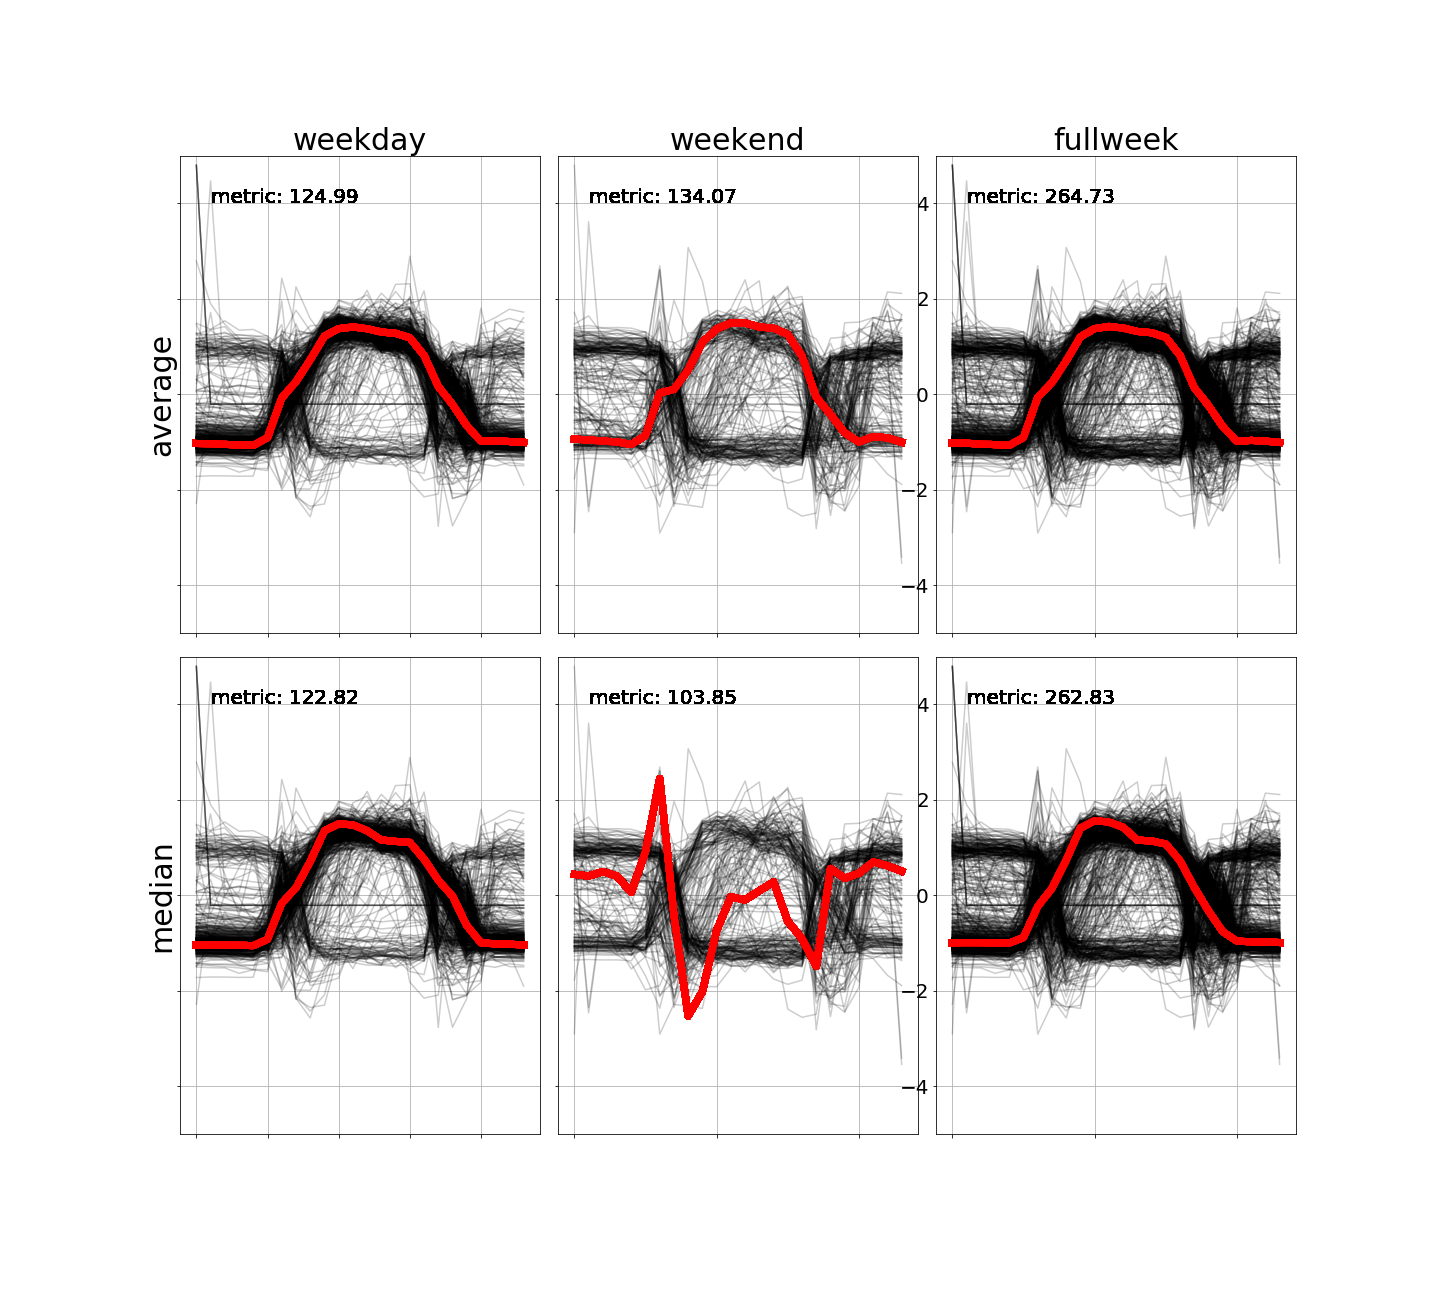 weekday weekend fullweek
metric: 124.99 metric: 134.07 metric: 264.73
4
2
0
−2
−4
average
metric: 122.82 metric: 103.85 metric: 262.83
4
2
0
−2
−4
median